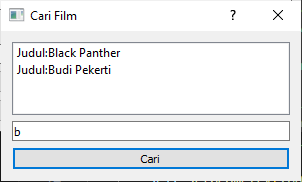 Cari Film
Judul:Black Panther
Judul:Budi Pekerti
b
Cari